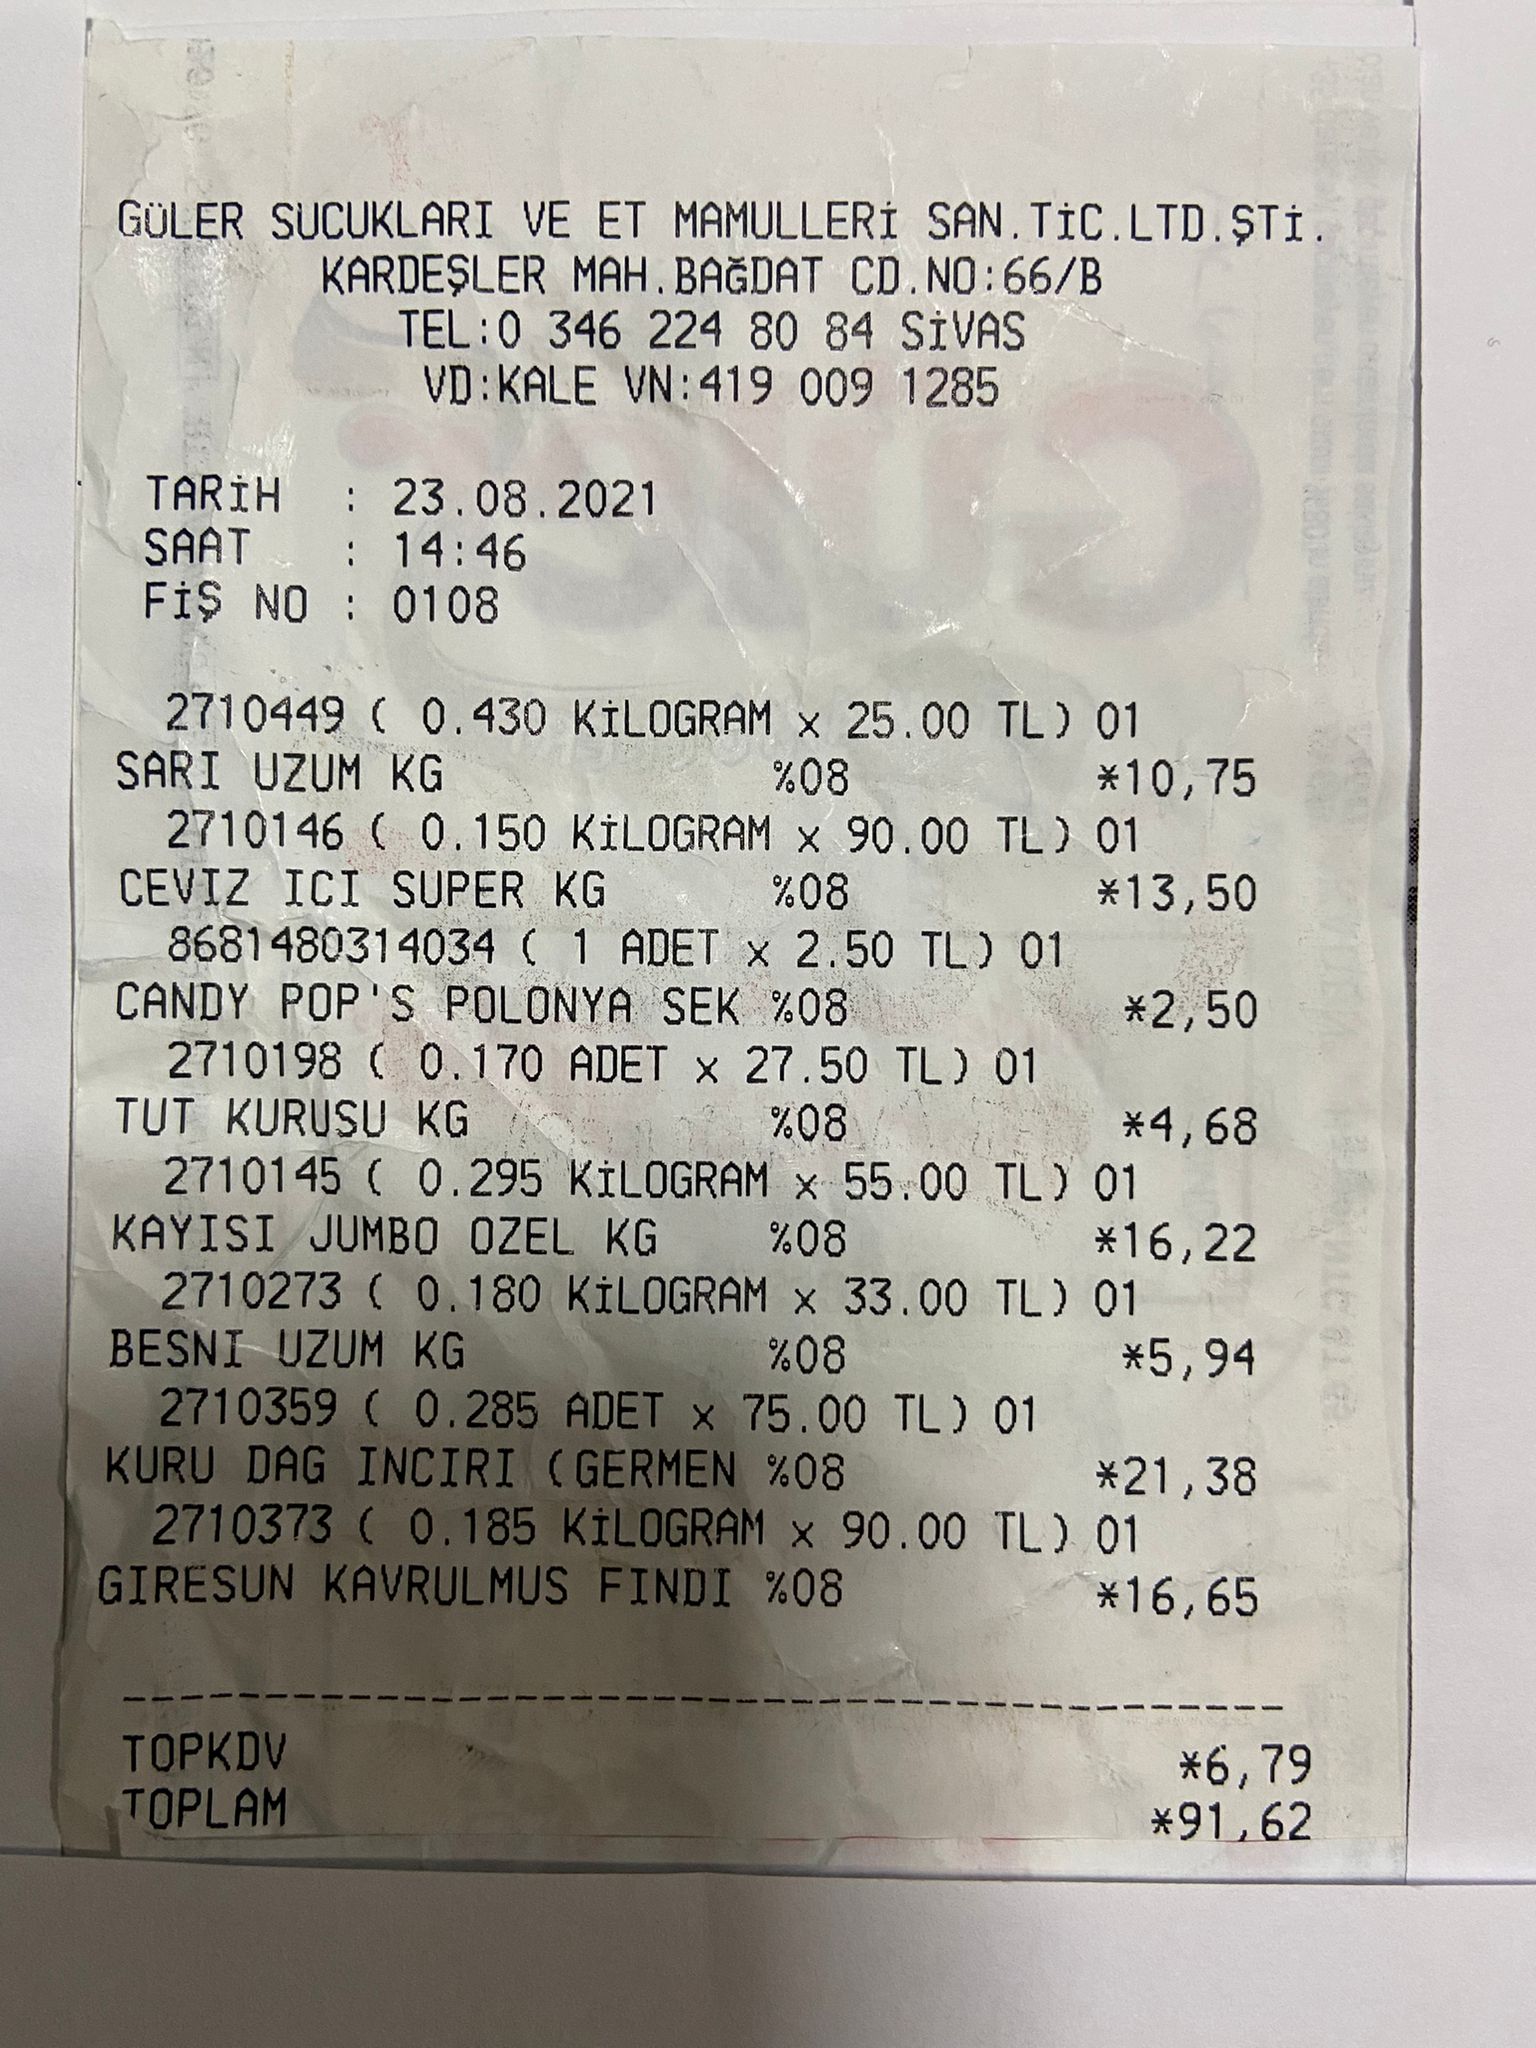 GÜLER SUCUKLARI VE ET MAMULLERİ SAN.TİC.LTD.ŞTİ.
KARDEŞLER MAH.BAĞDAT CD.NO:66/B
TEL:0 346 224 80 84 SİVAS
VD:KALE VN:419 009 1285
TARİH : 23.08.2021
SAAT : 14:46
FİŞ NO : 0108
2710449 ( 0.430 KİLOGRAM x 25.00 TL) 01
SARI UZUM KG %08 *10,75
2710146 ( 0.150 KİLOGRAM x 90.00 TL) 01
CEVIZ ICI SUPER KG %08 *13,50
8681480314034 ( 1 ADET x 2.50 TL) 01
CANDY POP'S POLONYA SEK %08 *2,50
2710198 ( 0.170 ADET x 27.50 TL) 01
TUT KURUSU KG %08 *4,68
2710145 ( 0.295 KİLOGRAM x 55.00 TL) 01
KAYISI JUMBO OZEL KG %08 *16,22
2710273 ( 0.180 KİLOGRAM x 33.00 TL) 01
BESNI UZUM KG %08 *5,94
2710359 ( 0.285 ADET x 75.00 TL) 01
KURU DAG INCIRI (GERMEN %08 *21,38
2710373 ( 0.185 KİLOGRAM x 90.00 TL) 01
GIRESUN KAVRULMUS FINDI %08 *16,65
TOPKDV *6,79
TOPLAM *91,62